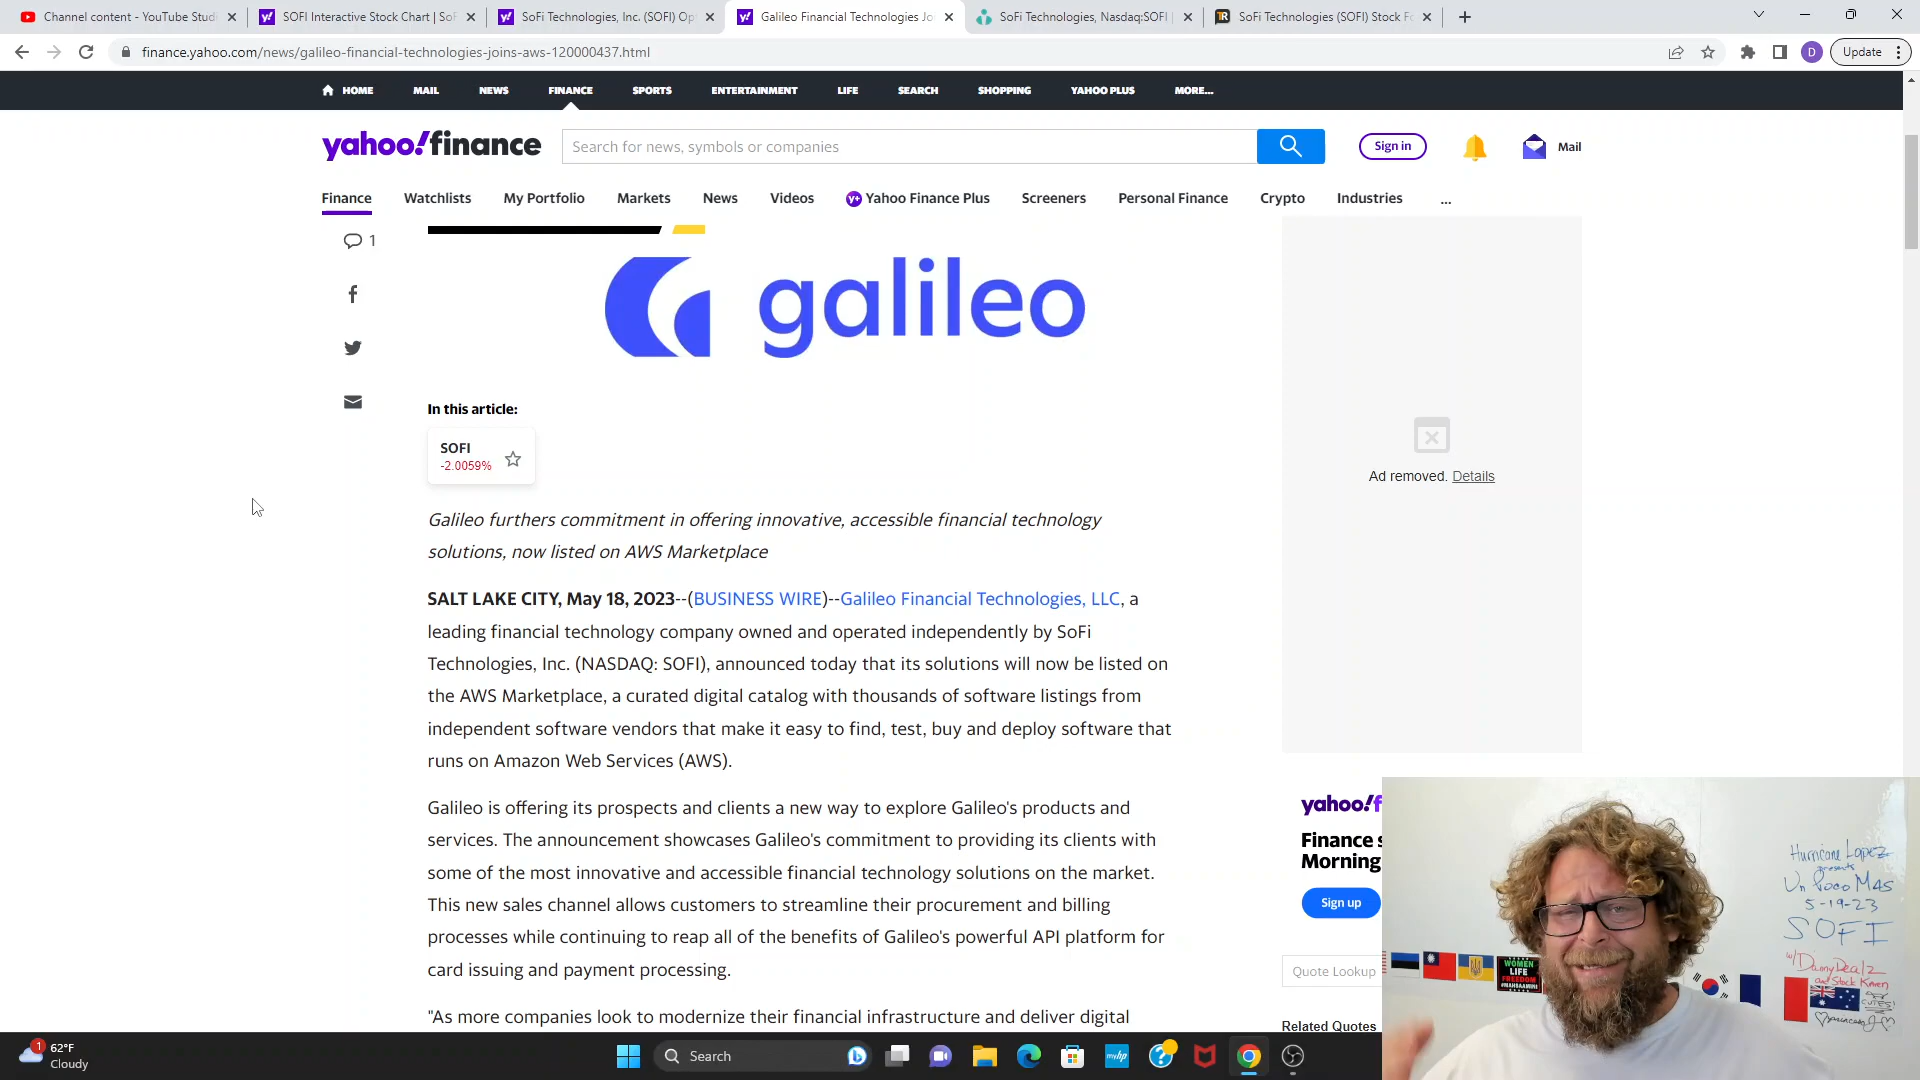 Channel content - YouTube Stud
SOFI Interactive Stock Chart | SoF
SoFi Technologies, Inc. (SOFI) Op
Galileo Financial Technologies Jo
SoFi Technologies, Nasdaq:SOFI |
SoFi Technologies (SOFI) Stock Fo
finance.yahoo.com/news/galileo-financial-technologies-joins-aws-120000437.html
D
Update
HOME MAIL NEWS FINANCE SPORTS ENTERTAINMENT LIFE SEARCH SHOPPING YAHOO PLUS MORE...
yahoo!finance
Search for news, symbols or companies
Sign in
Mail
Finance Watchlists My Portfolio Markets News Videos Yahoo Finance Plus Screeners Personal Finance Crypto Industries ...
1
galileo
In this article:
SOFI
-2.0059%
Ad removed. Details
Galileo furthers commitment in offering innovative, accessible financial technology
solutions, now listed on AWS Marketplace
SALT LAKE CITY, May 18, 2023--(BUSINESS WIRE)--Galileo Financial Technologies, LLC, a
leading financial technology company owned and operated independently by SoFi
Technologies, Inc. (NASDAQ: SOFI), announced today that its solutions will now be listed on
the AWS Marketplace, a curated digital catalog with thousands of software listings from
independent software vendors that make it easy to find, test, buy and deploy software that
runs on Amazon Web Services (AWS).
Galileo is offering its prospects and clients a new way to explore Galileo's products and
services. The announcement showcases Galileo's commitment to providing its clients with
some of the most innovative and accessible financial technology solutions on the market.
This new sales channel allows customers to streamline their procurement and billing
processes while continuing to reap all of the benefits of Galileo's powerful API platform for
card issuing and payment processing.
"As more companies look to modernize their financial infrastructure and deliver digital
yahoo!f
Finance s
Morning
Sign up
Quote Lookup
Related Quotes
Hurricane Lopez
presents
Un Poco Mas
5-19-23
SOFI
w/DannyDealz
and Stock Raven
WOMEN
LIFE
FREEDOM
#MAHSAAMINI
1
62°F
Cloudy
Search
myhp